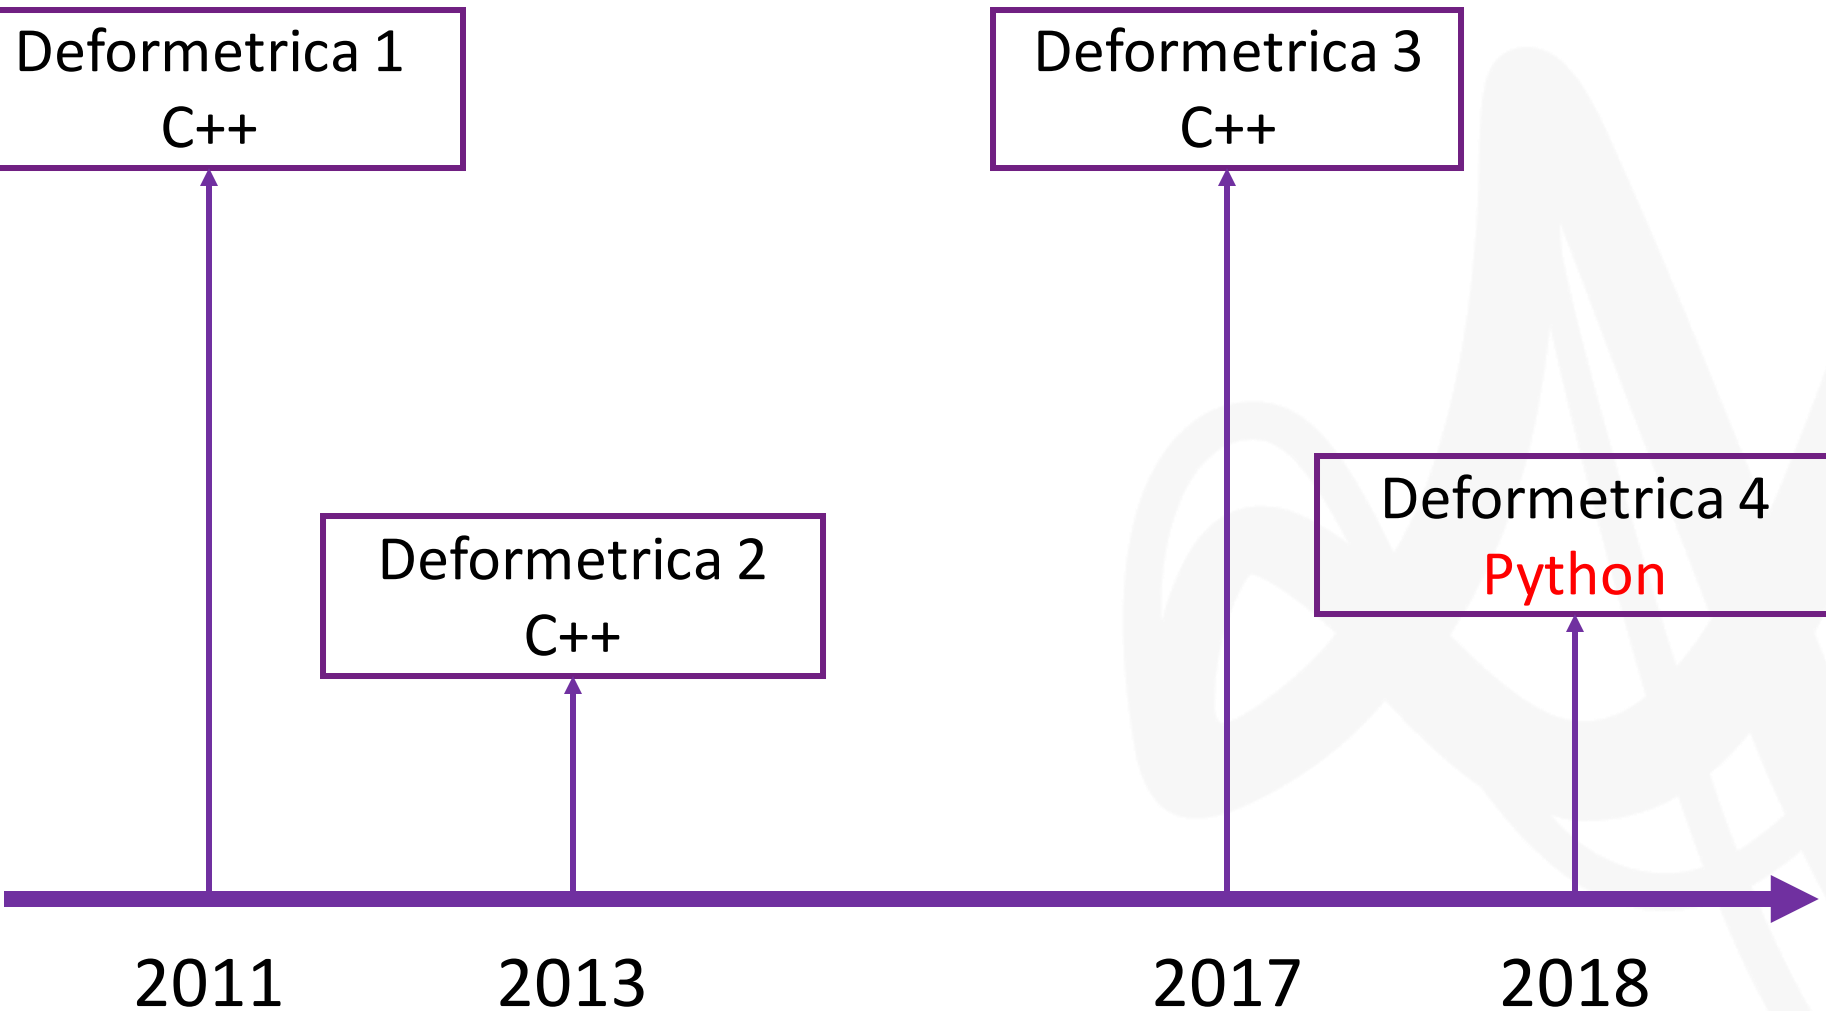 Deformetrica 1
C++
Deformetrica 3
C++
Deformetrica 4
Python
Deformetrica 2
C++
2011
2013
2017
2018